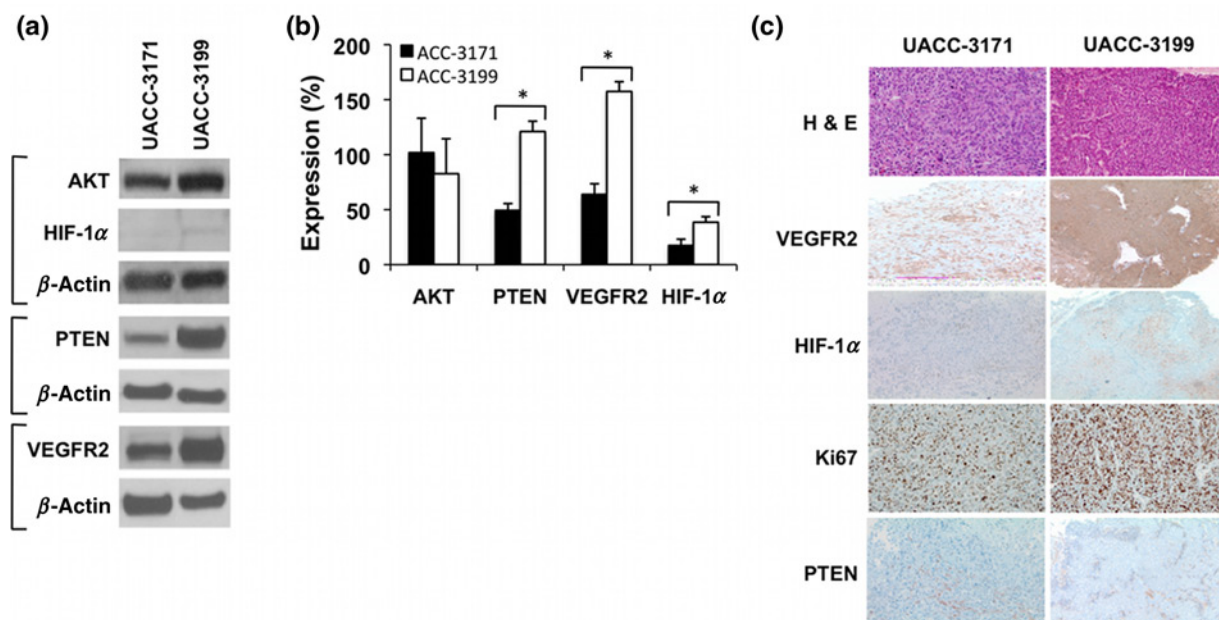 (a)
UACC-3171
UACC-3199
AKT
HIF-1α
β-Actin
PTEN
β-Actin
VEGFR2
β-Actin
(b)
Expression (%)
200
150
100
50
0
ACC-3171
ACC-3199
*
*
*
AKT PTEN VEGFR2 HIF-1α
(c)
UACC-3171 UACC-3199
H & E
VEGFR2
HIF-1α
Ki67
PTEN